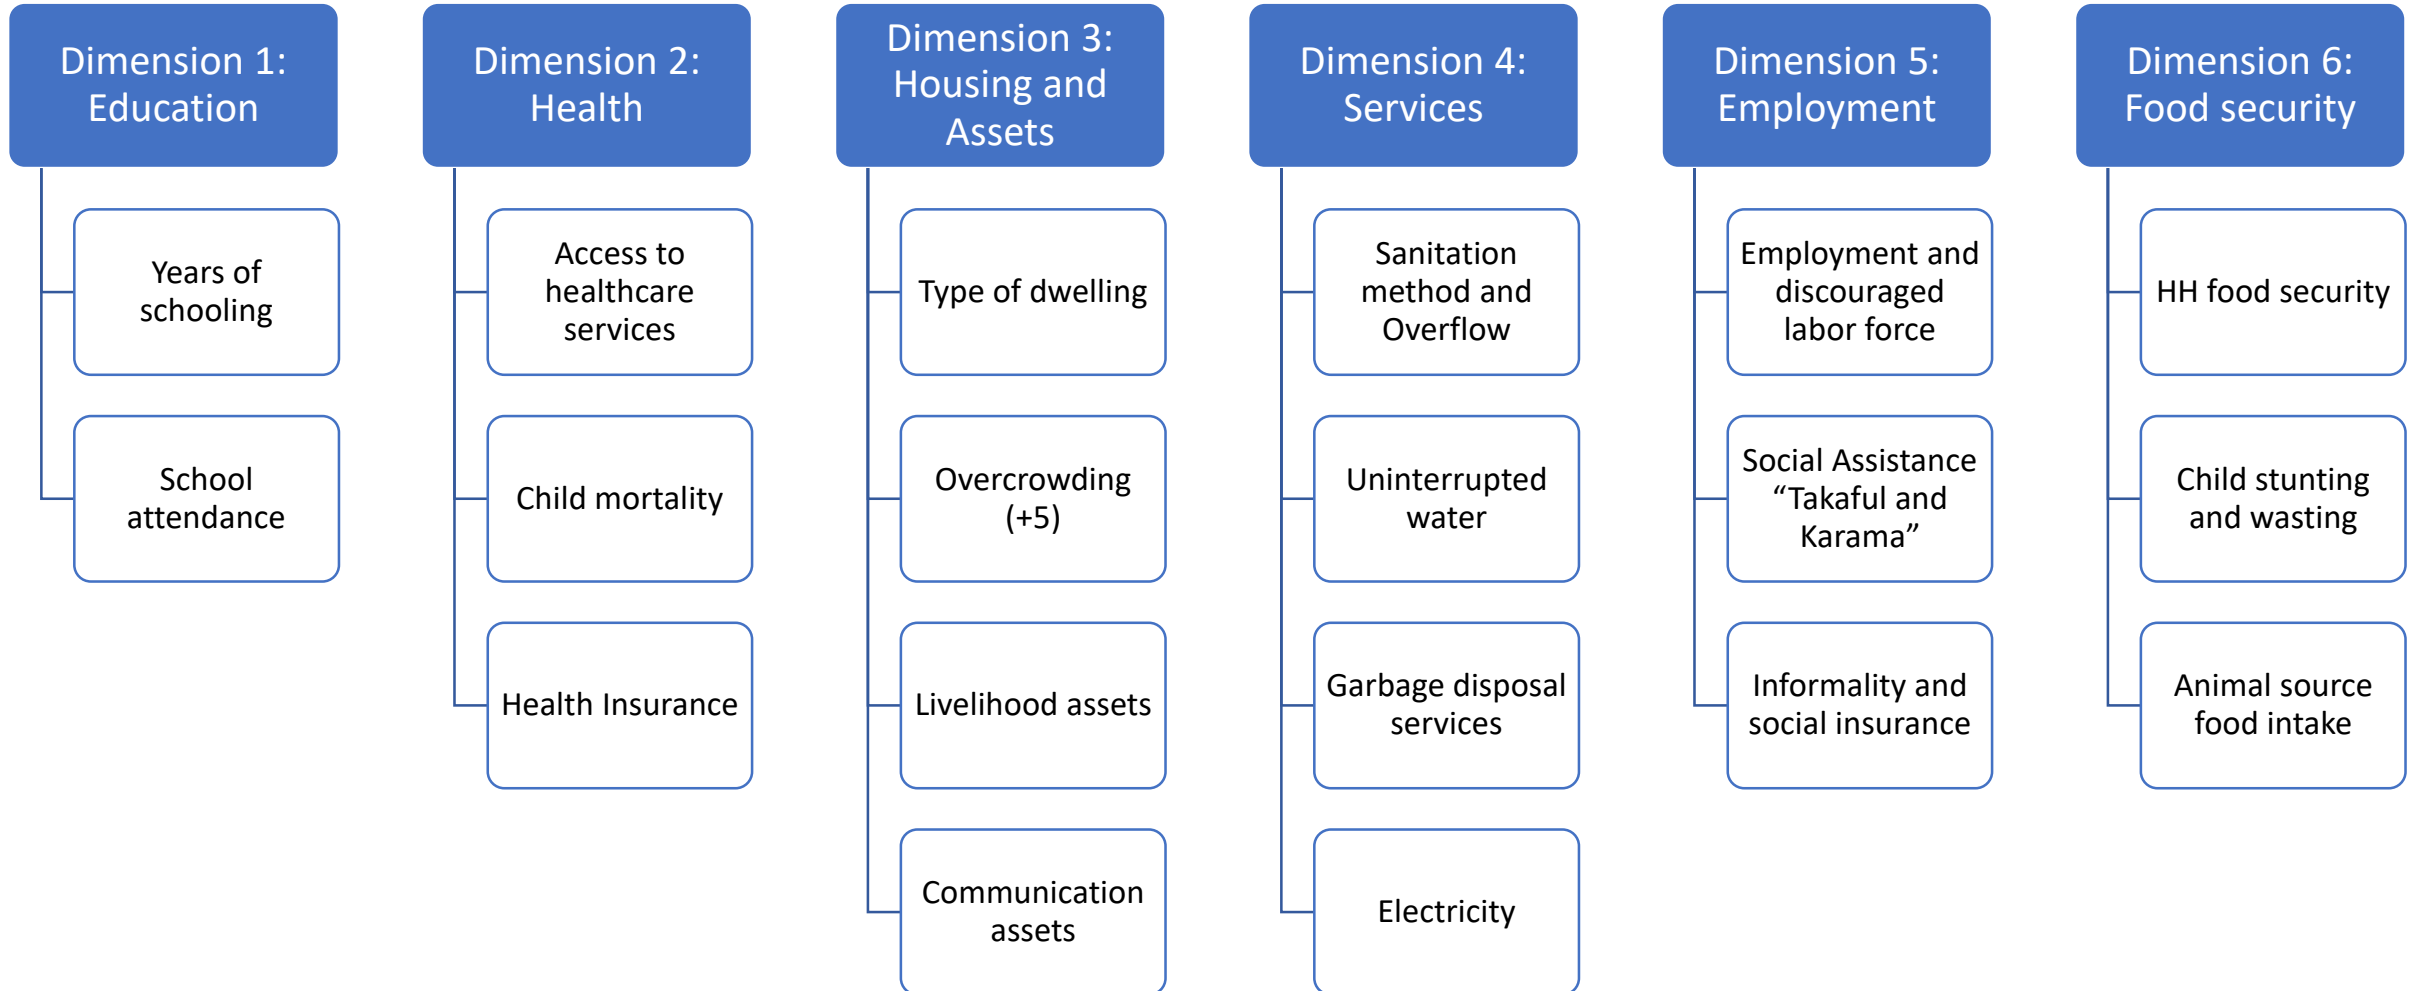 Dimension 1:
Education
Years of
schooling
School
attendance
Dimension 2:
Health
Access to
healthcare
services
Child mortality
Health Insurance
Dimension 3:
Housing and
Assets
Type of dwelling
Overcrowding
(+5)
Livelihood assets
Communication
assets
Dimension 4:
Services
Sanitation
method and
Overflow
Uninterrupted
water
Garbage disposal
services
Electricity
Dimension 5:
Employment
Employment and
discouraged
labor force
Social Assistance
“Takaful and
Karama”
Informality and
social insurance
Dimension 6:
Food security
HH food security
Child stunting
and wasting
Animal source
food intake